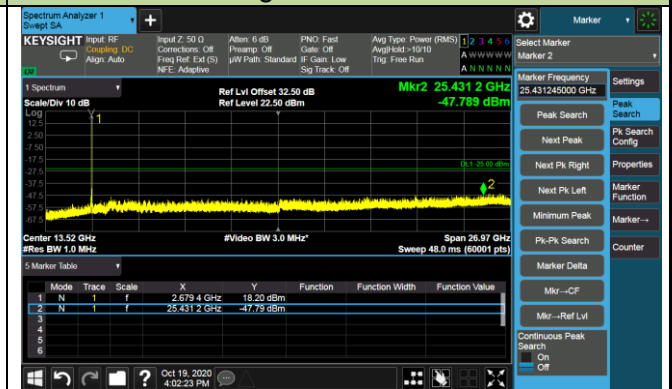 Spectrum Analyzer 1
Swept SA
+
Marker
KEYSIGHT
Input: RF
Coupling: DC
Align: Auto
Input Z: 50 Ω
Corrections: Off
Freq Ref: Ext (S)
NFE: Adaptive
Atten: 6 dB
Preamp: Off
µW Path: Standard
PNO: Fast
Gate: Off
IF Gain: Low
Sig Track: Off
Avg Type: Power (RMS)
Avg|Hold:>10/10
Trig: Free Run
1 2 3 4 5 6
A W W W W W
A N N N N N
Select Marker
Marker 2
Marker Frequency
25.431245000 GHz
Settings
Peak Search
Next Peak
Next Pk Right
Next Pk Left
Minimum Peak
Pk-Pk Search
Marker Delta
Mkr→CF
Mkr→Ref Lvl
Continuous Peak
Search
On
Off
Peak
Search
Pk Search
Config
Properties
Marker
Function
Marker→
Counter
1 Spectrum
Scale/Div 10 dB
Ref Lvl Offset 32.50 dB
Ref Level 22.50 dBm
Mkr2 25.431 2 GHz
-47.789 dBm
Log
12.5
2.50
-7.50
-17.5
-27.5
-37.5
-47.5
-57.5
-67.5
1
DL1 -25.00 dBm
2
Center 13.52 GHz
#Res BW 1.0 MHz
#Video BW 3.0 MHz*
Span 26.97 GHz
Sweep 48.0 ms (60001 pts)
5 Marker Table
Mode Trace Scale X Y Function Function Width Function Value
1 N 1 f 2.679 4 GHz 18.20 dBm
2 N 1 f 25.431 2 GHz -47.79 dBm
3
4
5
6
?
Oct 19, 2020
4:02:23 PM